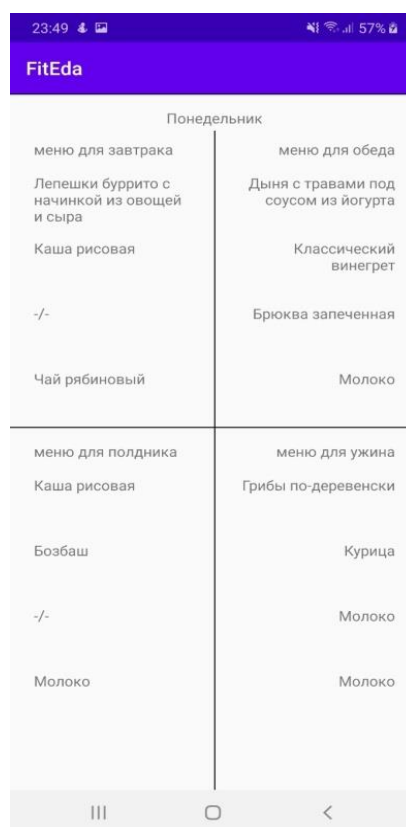 23:49 57%
FitEda
Понедельник
меню для завтрака
Лепешки буррито с
начинкой из овощей
и сыра
Каша рисовая
-/-
Чай рябиновый
меню для обеда
Дыня с травами под
соусом из йогурта
Классический
винегрет
Брюква запеченная
Молоко
меню для полдника
Каша рисовая
Бозбаш
-/-
Молоко
меню для ужина
Грибы по-деревенски
Курица
Молоко
Молоко